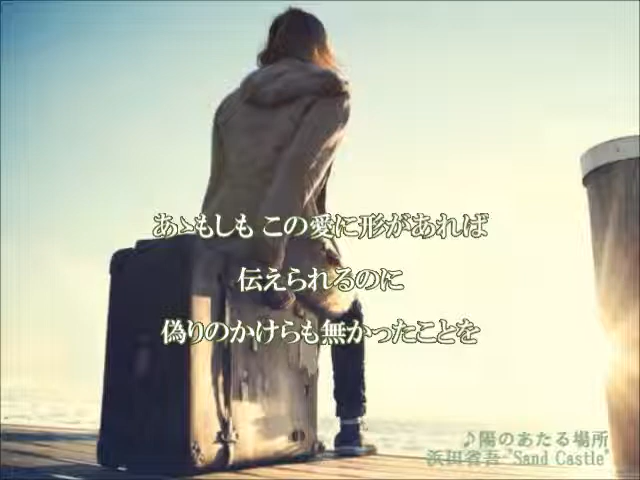 あゝもしも この愛に形があれば
伝えられるのに
偽りのかけらも無かったことを
♪陽のあたる場所
浜田省吾-"Sand Castle"